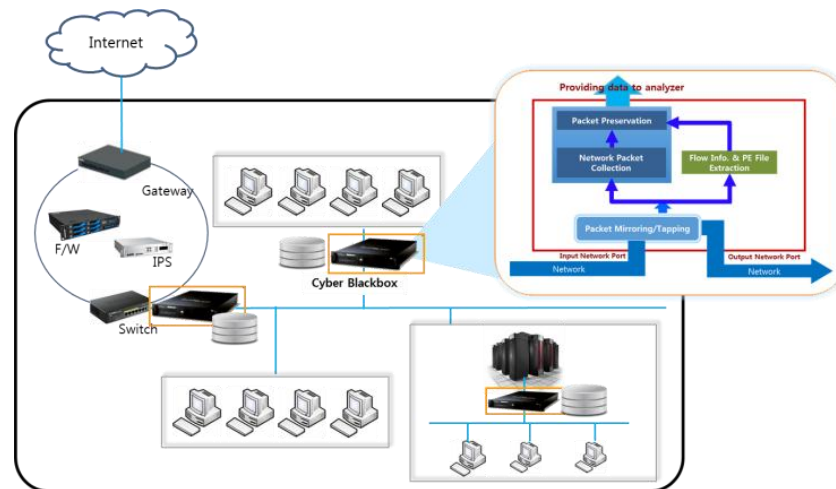 Internet
Gateway
F/W
IPS
Switch
Cyber Blackbox
Providing data to analyzer
Packet Preservation
Network Packet
Collection
Flow Info. & PE File
Extraction
Packet Mirroring/Tapping
Input Network Port
Output Network Port
Network
Network